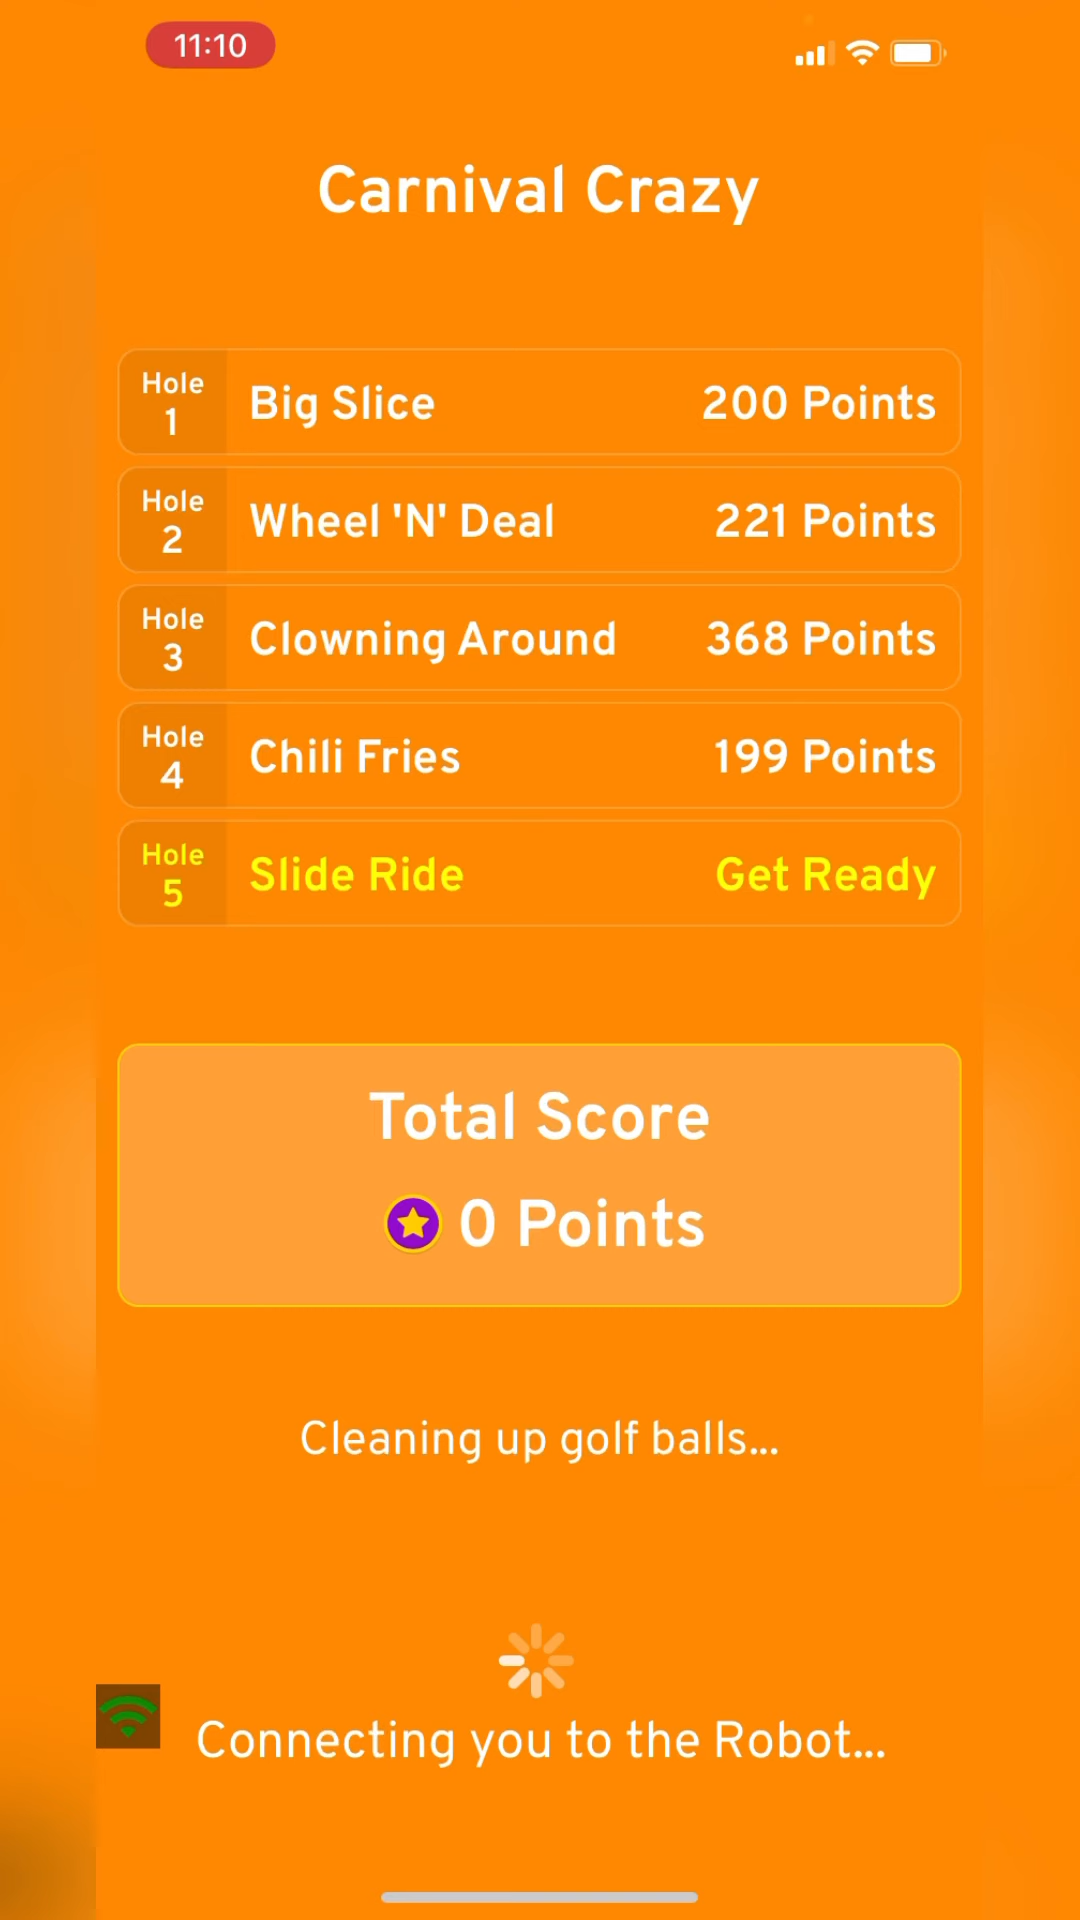 11:10
Carnival Crazy
Hole 1 Big Slice 200 Points
Hole 2 Wheel 'N' Deal 221 Points
Hole 3 Clowning Around 368 Points
Hole 4 Chili Fries 199 Points
Hole 5 Slide Ride Get Ready
Total Score
0 Points
Cleaning up golf balls...
Connecting you to the Robot...